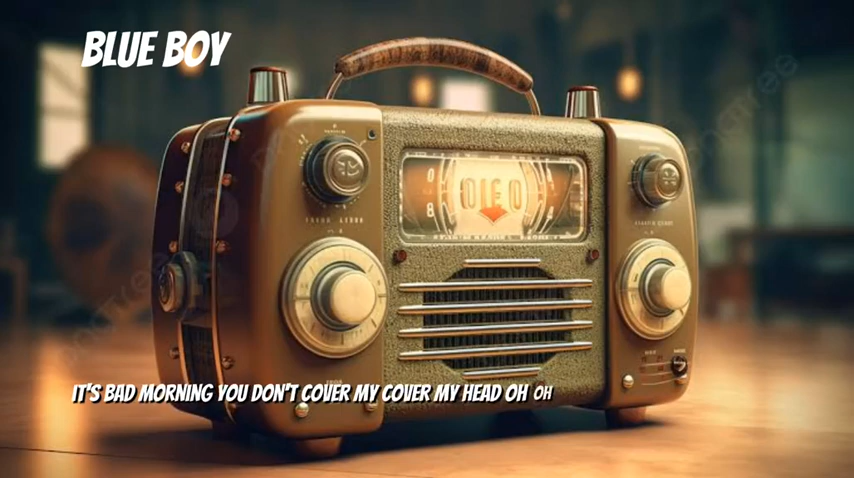 BLUE BOY
IT'S BAD MORNING YOU DON'T COVER MY COVER MY HEAD OH OH